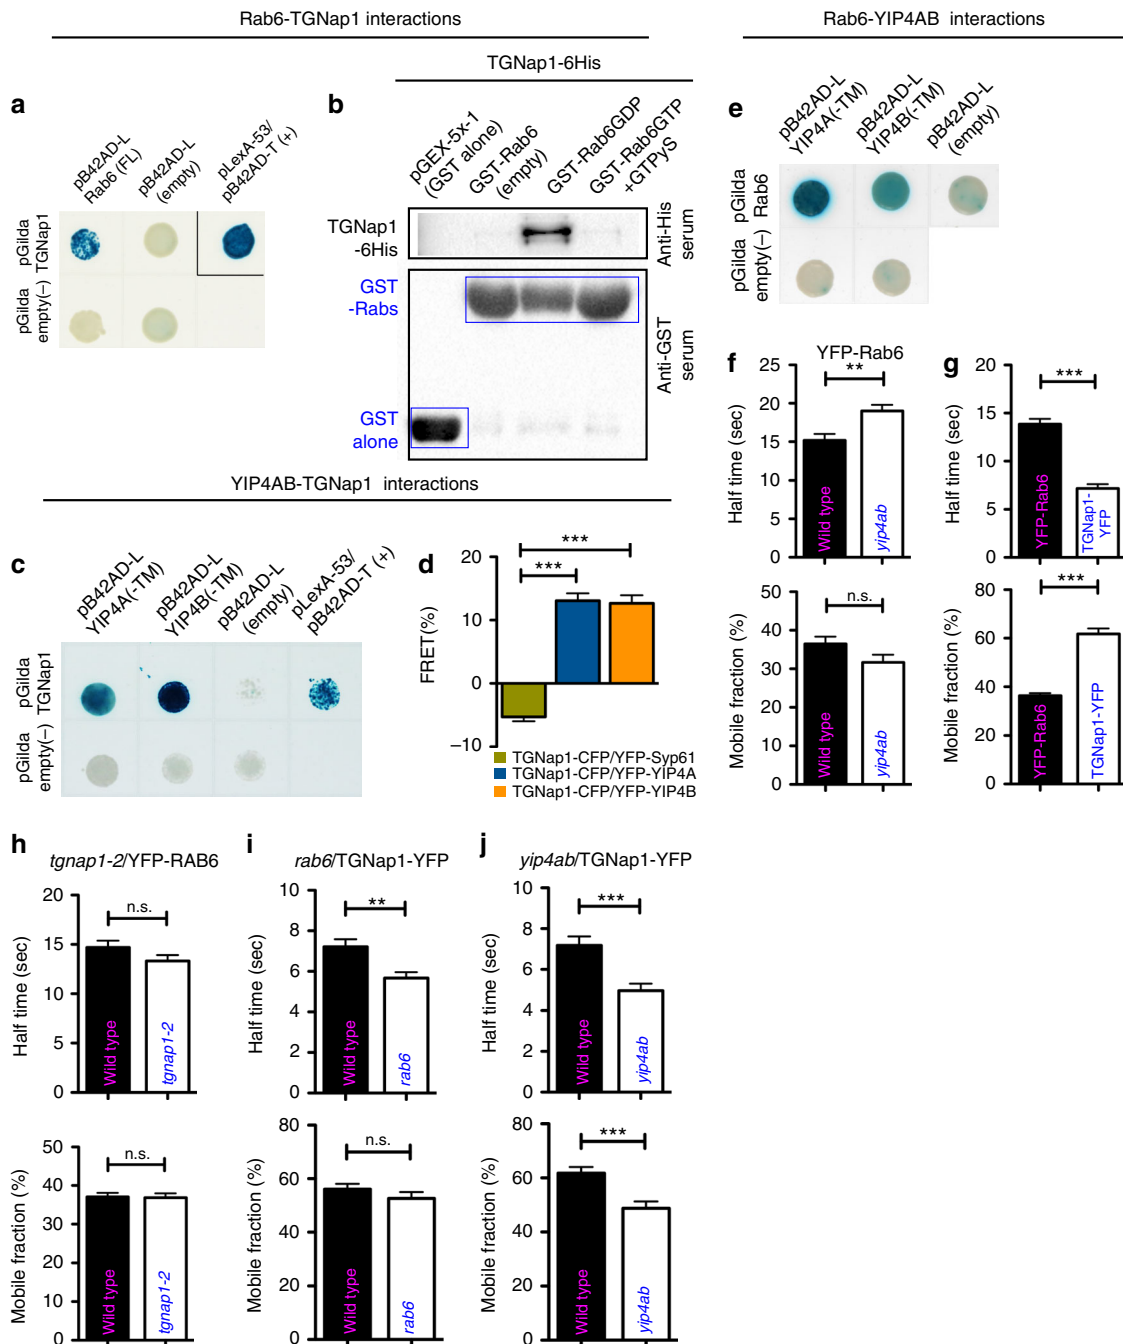 Rab6-TGNap1 interactions
Rab6-YIP4AB interactions
TGNap1-6His
a
pB42AD-L
Rab6 (FL)
pB42AD-L
(empty)
pLexA-53/
pB42AD-T (+)
pGilda
TGNap1
pGilda
empty(–)
b
pGEX-5x-1
(GST alone)
GST-Rab6
(empty)
GST-Rab6GDP
GST-Rab6GTP
+GTPyS
TGNap1
-6His
Anti-His
serum
GST
-Rabs
GST
alone
Anti-GST
serum
e
pB42AD-L
YIP4A(-TM)
pB42AD-L
YIP4B(-TM)
pB42AD-L
(empty)
pGilda
Rab6
pGilda
empty(–)
YIP4AB-TGNap1 interactions
c
pB42AD-L
YIP4A(-TM)
pB42AD-L
YIP4B(-TM)
pB42AD-L
(empty)
pLexA-53/
pB42AD-T (+)
pGilda
TGNap1
pGilda
empty(–)
d
FRET(%)
20
10
0
–10
***
***
TGNap1-CFP/YFP-Syp61
TGNap1-CFP/YFP-YIP4A
TGNap1-CFP/YFP-YIP4B
f
YFP-Rab6
Half time (sec)
25
20
15
10
5
0
**
Wild type
yip4ab
Mobile fraction (%)
50
40
30
20
10
0
n.s.
Wild type
yip4ab
g
Half time (sec)
20
15
10
5
0
***
YFP-Rab6
TGNap1-
YFP
Mobile fraction (%)
80
60
40
20
0
***
YFP-Rab6
TGNap1-YFP
h
tgnap1-2/YFP-RAB6
Half time (sec)
20
15
10
5
0
n.s.
Wild type
tgnap1-2
Mobile fraction (%)
50
40
30
20
10
0
n.s.
Wild type
tgnap1-2
i
rab6/TGNap1-YFP
Half time (sec)
10
8
6
4
2
0
**
Wild type
rab6
Mobile fraction (%)
80
60
40
20
0
n.s.
Wild type
rab6
j
yip4ab/TGNap1-YFP
Half time (sec)
8
6
4
2
0
***
Wild type
yip4ab
Mobile fraction (%)
80
60
40
20
0
***
Wild type
yip4ab